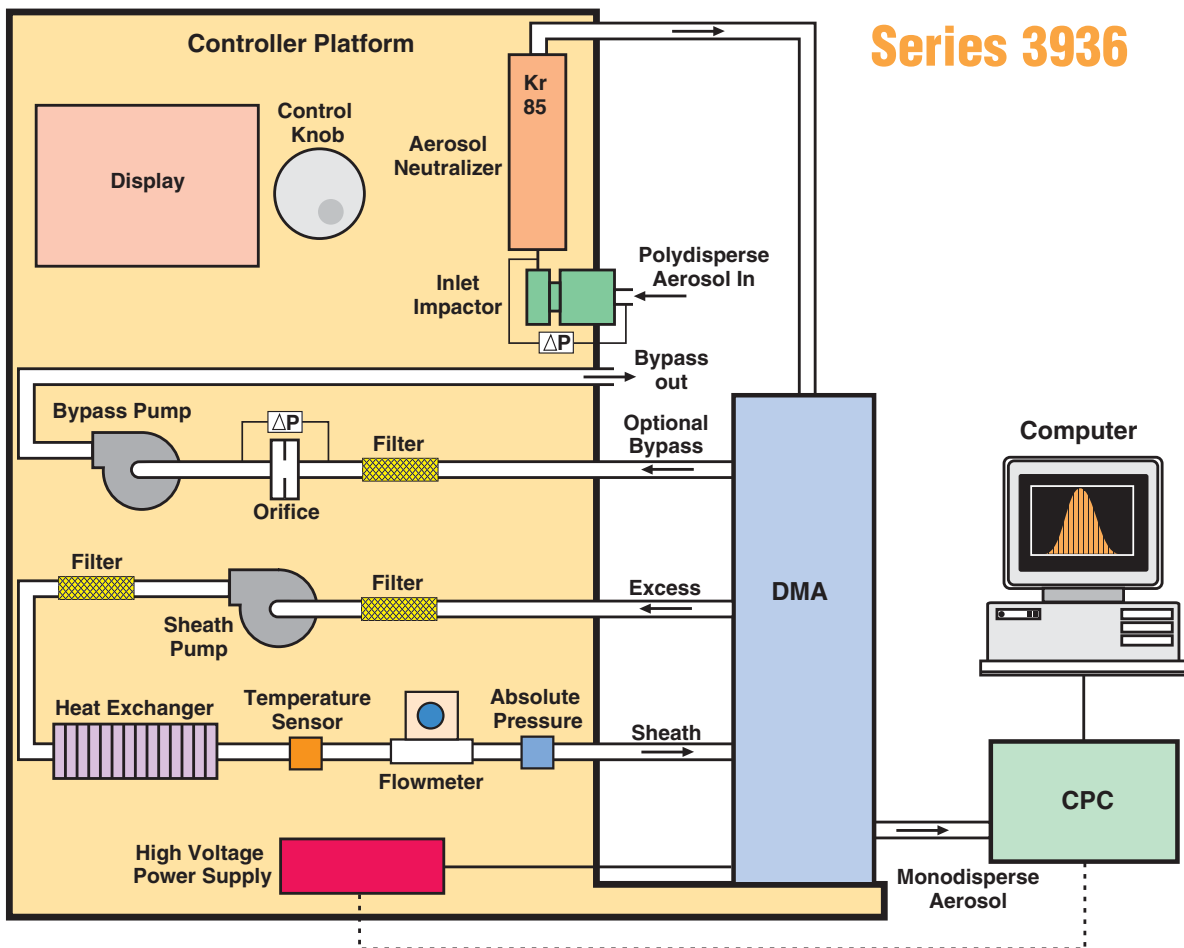 Controller Platform
Series 3936
Kr
85
Control
Knob
Aerosol
Neutralizer
Display
Polydisperse
Aerosol In
Inlet
Impactor
ΔP
Bypass
out
Bypass Pump
ΔP
Filter
Optional
Bypass
Orifice
Computer
Filter
Filter
Excess
DMA
Sheath
Pump
Heat Exchanger
Temperature
Sensor
Absolute
Pressure
Sheath
Flowmeter
CPC
High Voltage
Power Supply
Monodisperse
Aerosol